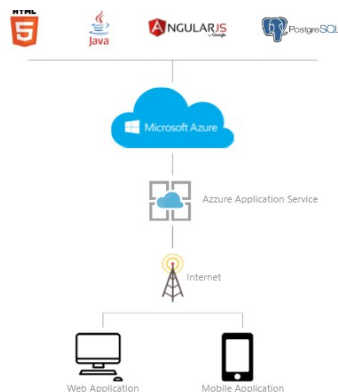 HTML
5
Java
ANGULARJS
by Google
PostgreSQL
Microsoft Azure
Azzure Application Service
Internet
Web Application
Mobile Application